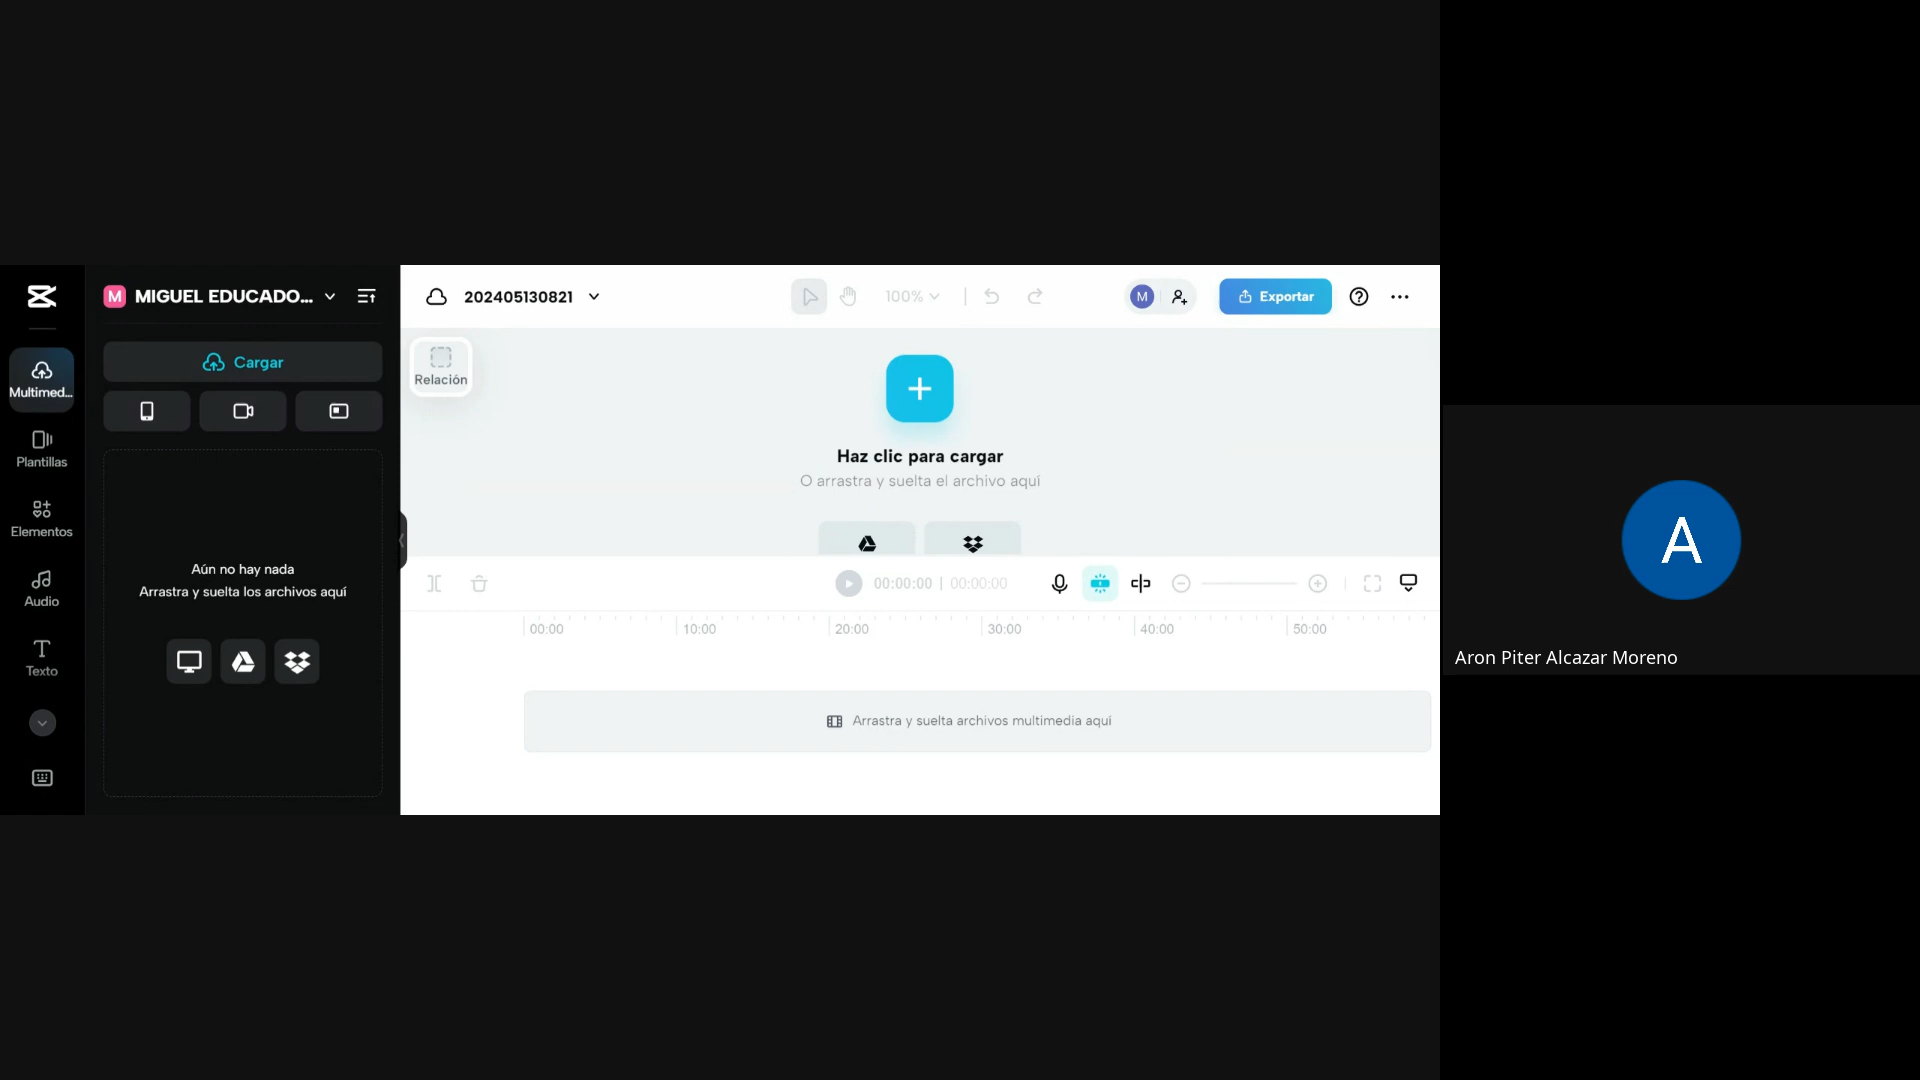 M MIGUEL EDUCADO...
202405130821
100%
M
Exportar
Cargar
Multimed...
Plantillas
Elementos
Audio
Texto
Aún no hay nada
Arrastra y suelta los archivos aquí
Relación
Haz clic para cargar
O arrastra y suelta el archivo aquí
00:00:00 | 00:00:00
00:00
10:00
20:00
30:00
40:00
50:00
Arrastra y suelta archivos multimedia aquí
A
Aron Piter Alcazar Moreno